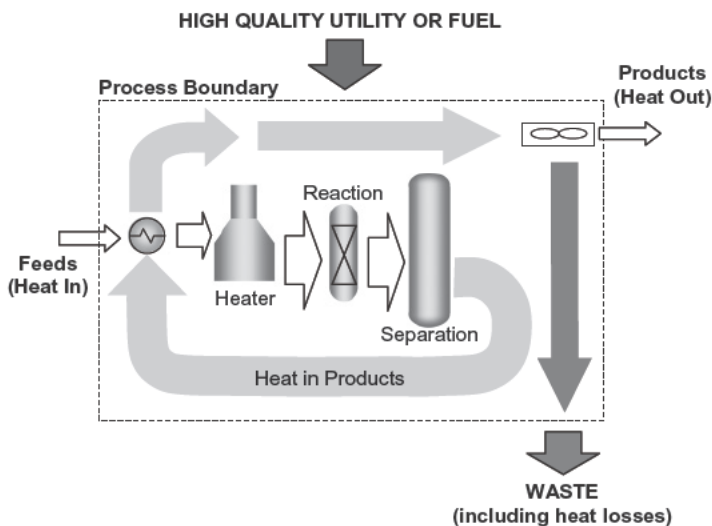 HIGH QUALITY UTILITY OR FUEL
Process Boundary
Products
(Heat Out)
Reaction
Feeds
(Heat In)
Heater
Separation
Heat in Products
WASTE
(including heat losses)